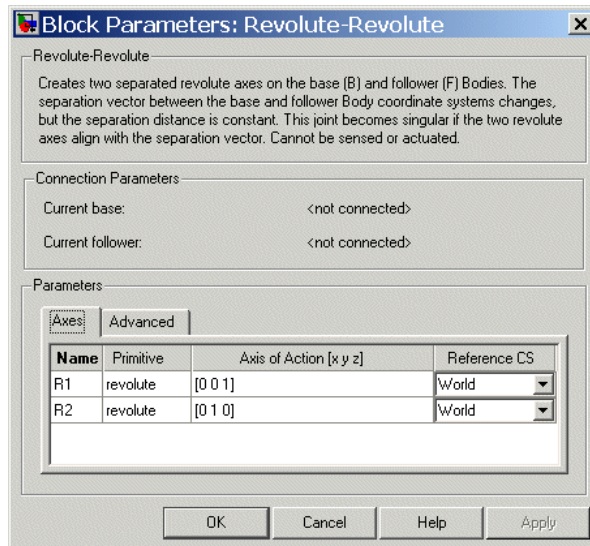 Block Parameters: Revolute-Revolute
Revolute-Revolute
Creates two separated revolute axes on the base (B) and follower (F) Bodies. The
separation vector between the base and follower Body coordinate systems changes,
but the separation distance is constant. This joint becomes singular if the two revolute
axes align with the separation vector. Cannot be sensed or actuated.
Connection Parameters
Current base: <not connected>
Current follower: <not connected>
Parameters
Axes Advanced
Name Primitive Axis of Action [x y z] Reference CS
R1 revolute [0 0 1] World
R2 revolute [0 1 0] World
OK Cancel Help Apply